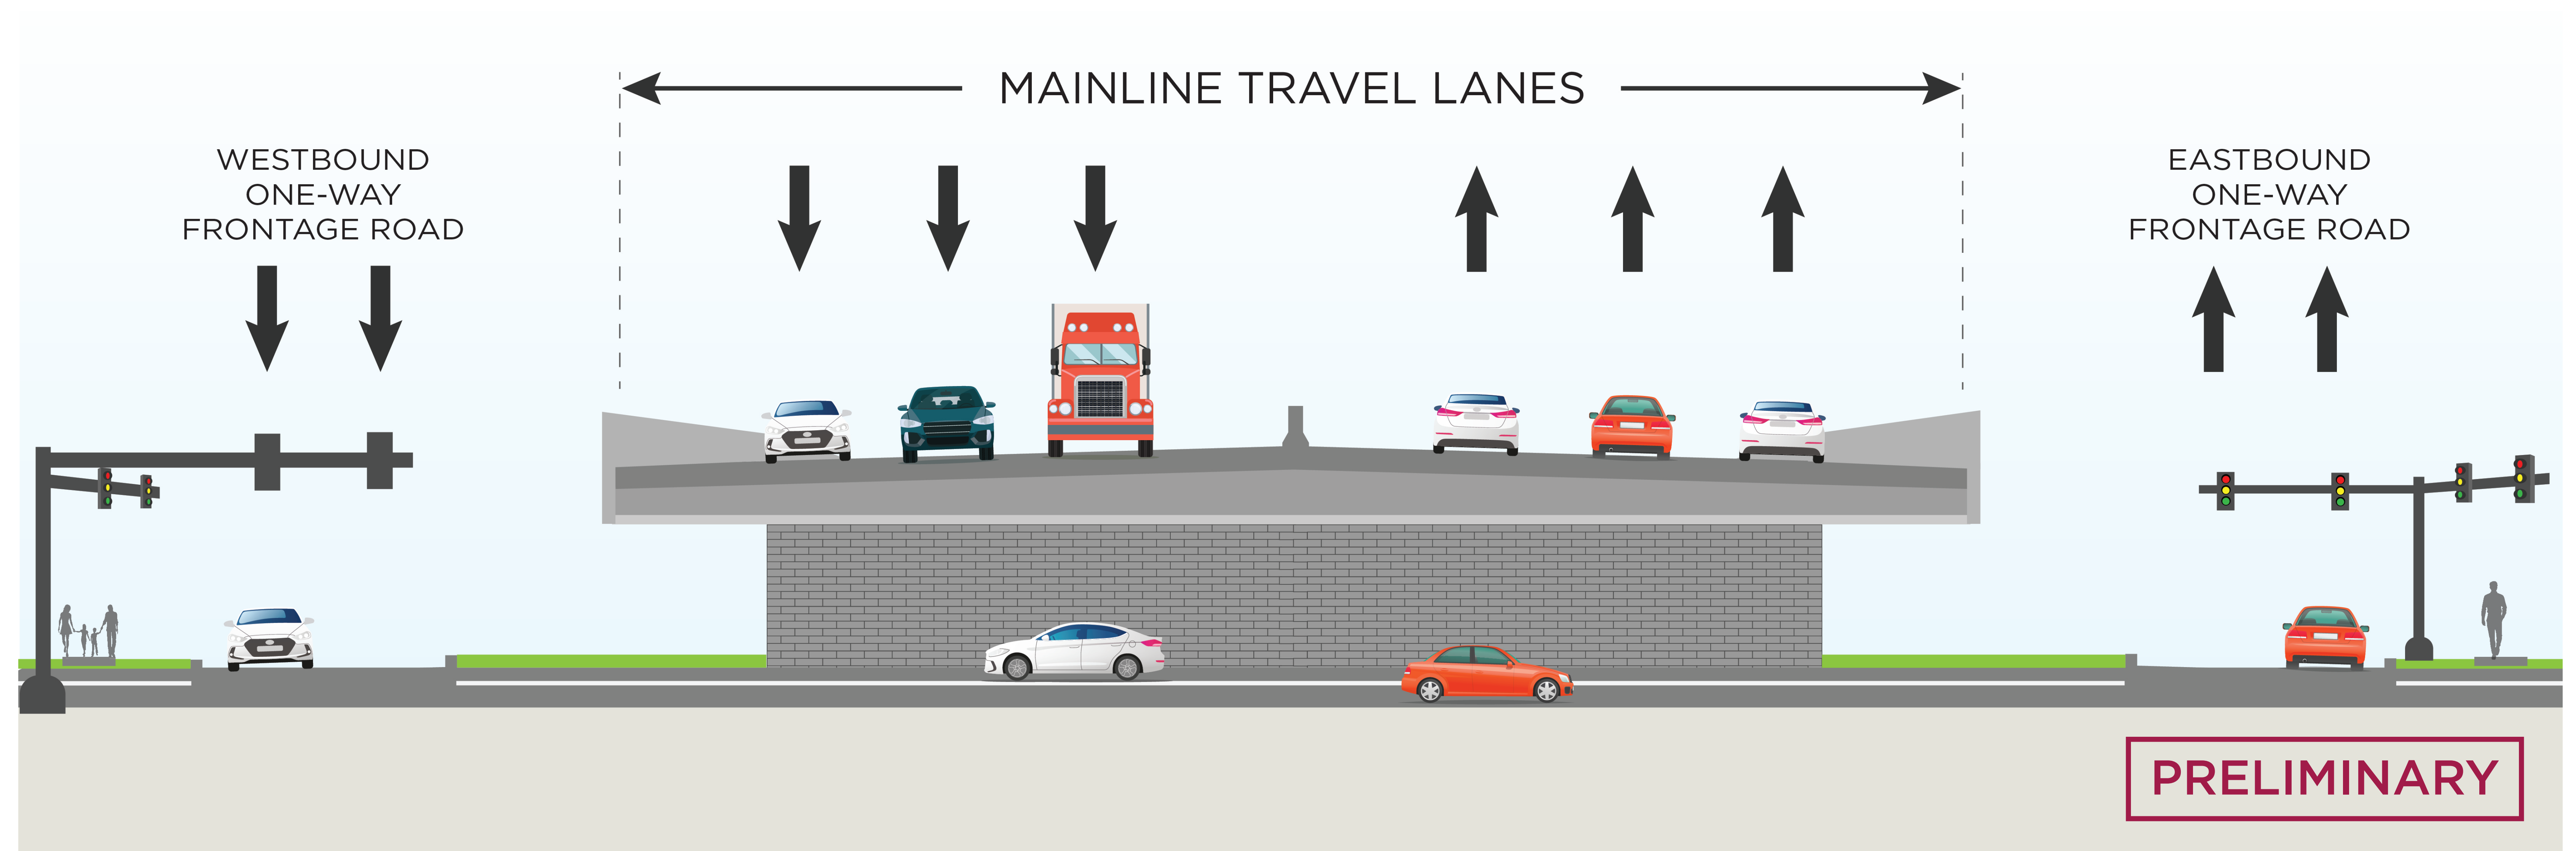 MAINLINE TRAVEL LANES
WESTBOUND
ONE-WAY
FRONTAGE ROAD
EASTBOUND
ONE-WAY
FRONTAGE ROAD
PRELIMINARY